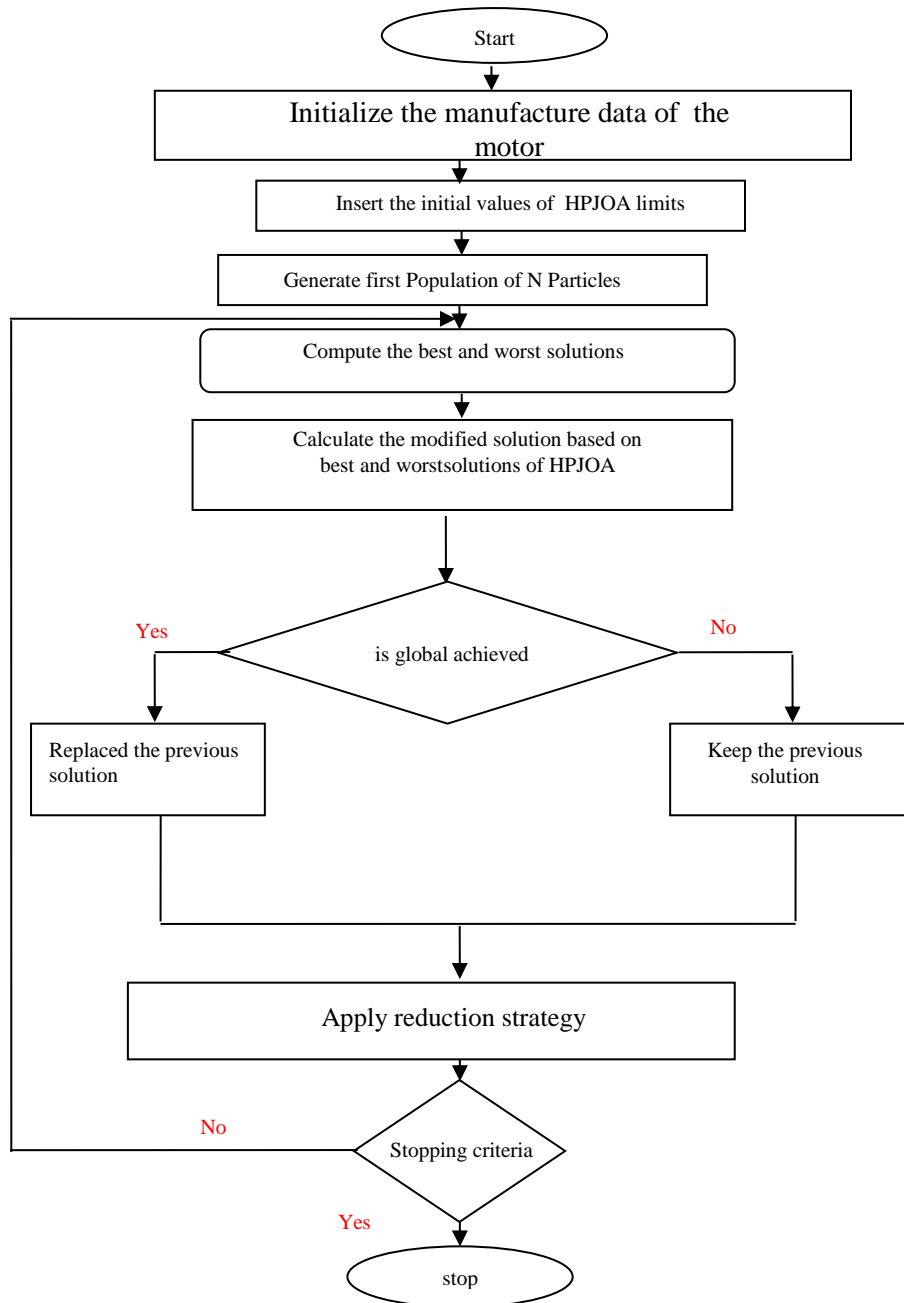 Start
Initialize the manufacture data of the
motor
Insert the initial values of HPJOA limits
Generate first Population of N Particles
Compute the best and worst solutions
Calculate the modified solution based on
best and worstsolutions of HPJOA
Yes
No
is global achieved
Replaced the previous
solution
Keep the previous
solution
Apply reduction strategy
No
Stopping criteria
Yes
stop